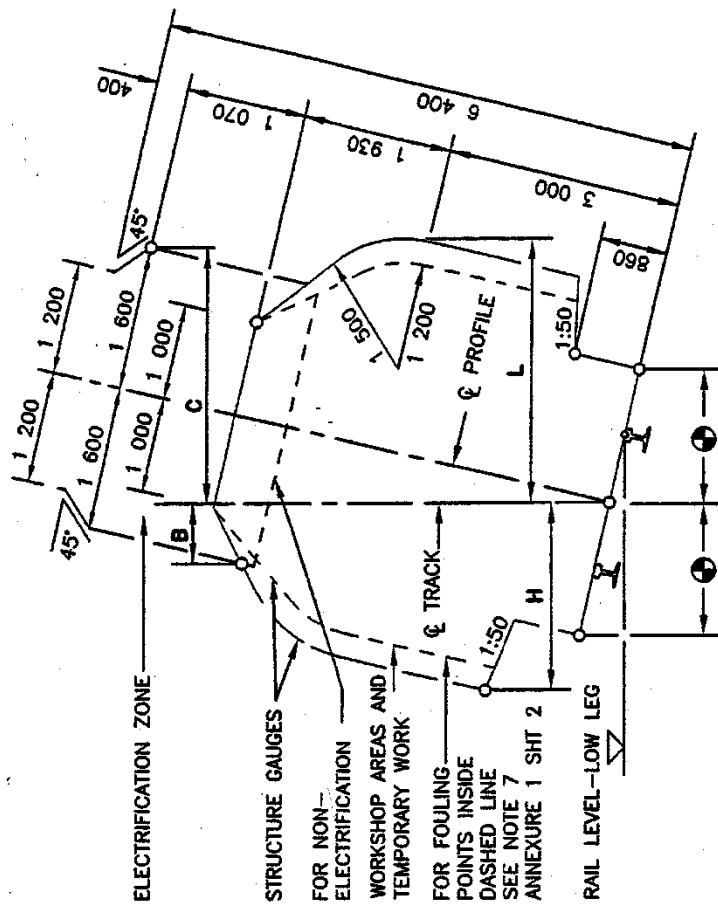 400
45°
1 200
1 200
1 600
1 600
1 000
1 000
45°
1 070
1 930
3 000
6 400
860
C
B
1 500
1 200
L
℄ PROFILE
℄ TRACK
H
1:50
1:50
ELECTRIFICATION ZONE
STRUCTURE GAUGES
FOR NON-
ELECTRIFICATION
WORKSHOP AREAS AND
TEMPORARY WORK
FOR FOULING
POINTS INSIDE
DASHED LINE
SEE NOTE 7
ANNEXURE 1 SHT 2
RAIL LEVEL-LOW LEG